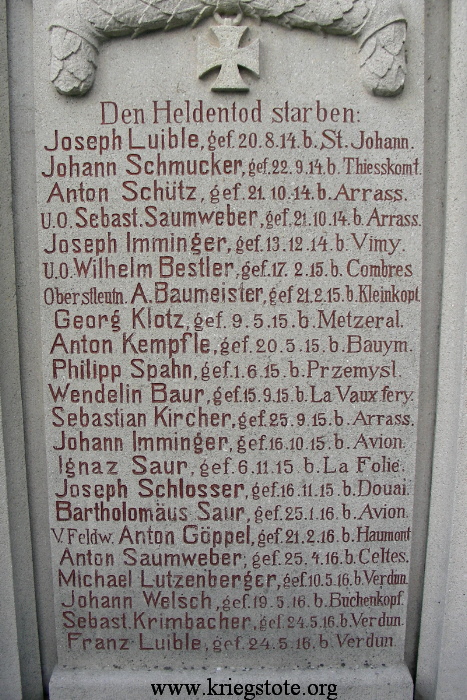 Den Heldentod starben:
Joseph Luible, gef. 20.8.14. b. St. Johann.
Johann Schmucker, gef. 22.9.14. b. Thiesskomt.
Anton Schütz, gef. 21.10.14. b. Arrass.
U.O. Sebast. Saumweber, gef. 21.10.14. b. Arrass.
Joseph Imminger, gef. 13.12.14. b. Vimy.
U.O. Wilhelm Bestler, gef. 17.2.15. b. Combres
Oberstleutn. A. Baumeister, gef 21.2.15. b. Kleinkopf.
Georg Klotz, gef. 9.5.15. b. Metzeral.
Anton Kempfle, gef. 20.5.15. b. Bauym.
Philipp Spahn, gef. 1.6.15. b. Przemysl.
Wendelin Baur, gef. 15.9.15. b. La Vaux fery.
Sebastian Kircher, gef. 25.9.15. b. Arrass.
Johann Imminger, gef. 16.10.15. b. Avion.
Ignaz Saur, gef. 6.11.15. b. La Folie.
Joseph Schlosser, gef. 16.11.15. b. Douai.
Bartholomäus Saur, gef. 25.1.16. b. Avion.
V. Feldw. Anton Göppel, gef. 21.2.16. b. Haumont
Anton Saumweber, gef. 25.4.16. b. Celtes.
Michael Lutzenberger, gef. 10.5.16. b. Verdun.
Johann Welsch, gef. 19.5.16. b. Buchenkopf.
Sebast. Krimbacher, gef. 24.5.16. b. Verdun.
Franz Luible, gef. 24.5.16. b. Verdun.
www.kriegstote.org